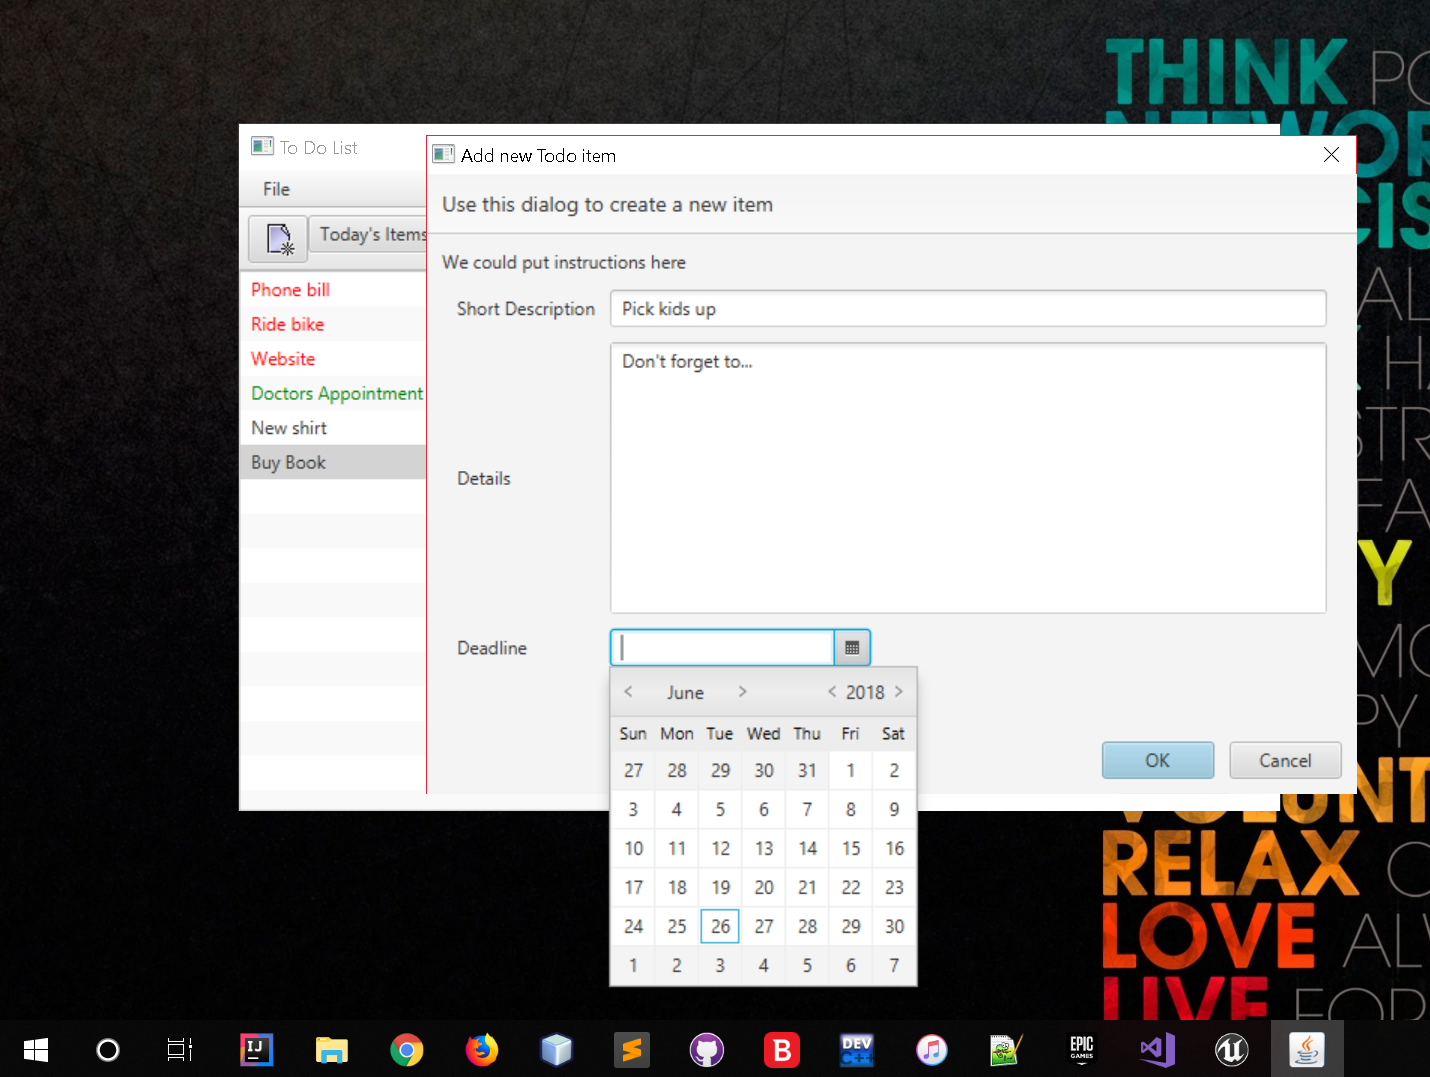 To Do List
File
Today's Items
Phone bill
Ride bike
Website
Doctors Appointment
New shirt
Buy Book
Add new Todo item
Use this dialog to create a new item
We could put instructions here
Short Description
Pick kids up
Details
Don't forget to...
Deadline
< June > < 2018 >
Sun Mon Tue Wed Thu Fri Sat
27 28 29 30 31 1 2
3 4 5 6 7 8 9
10 11 12 13 14 15 16
17 18 19 20 21 22 23
24 25 26 27 28 29 30
1 2 3 4 5 6 7
OK Cancel
THINK
RELAX
LOVE
LIVE
IJ
B
DEV
C++
EPIC
GAMES